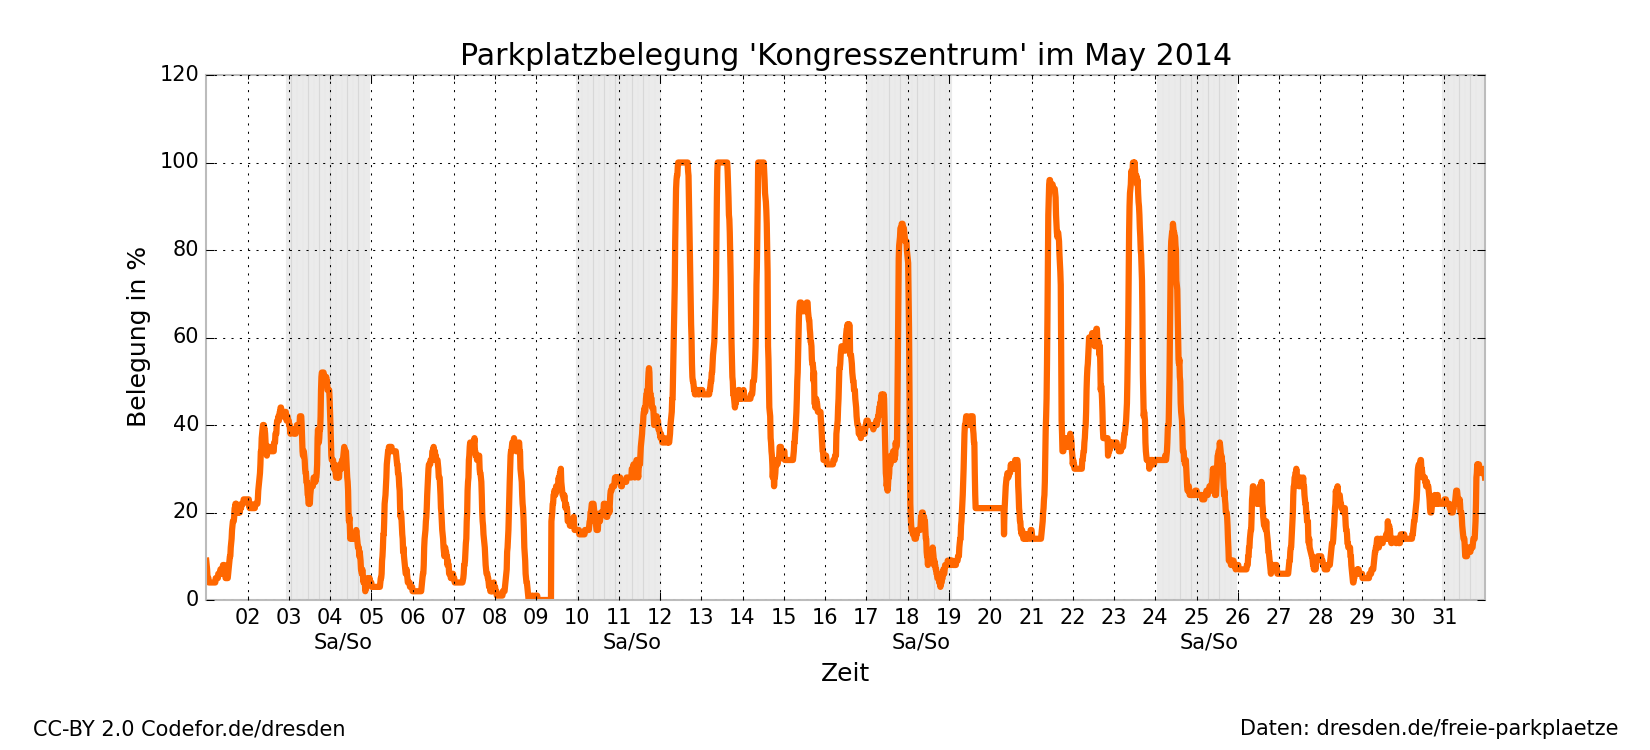 Parkplatzbelegung 'Kongresszentrum' im May 2014
120
100
80
60
40
20
0
Belegung in %
02 03 04 05 06 07 08 09 10 11 12 13 14 15 16 17 18 19 20 21 22 23 24 25 26 27 28 29 30 31
Sa/So Sa/So Sa/So Sa/So
Zeit
CC-BY 2.0 Codefor.de/dresden
Daten: dresden.de/freie-parkplaetze